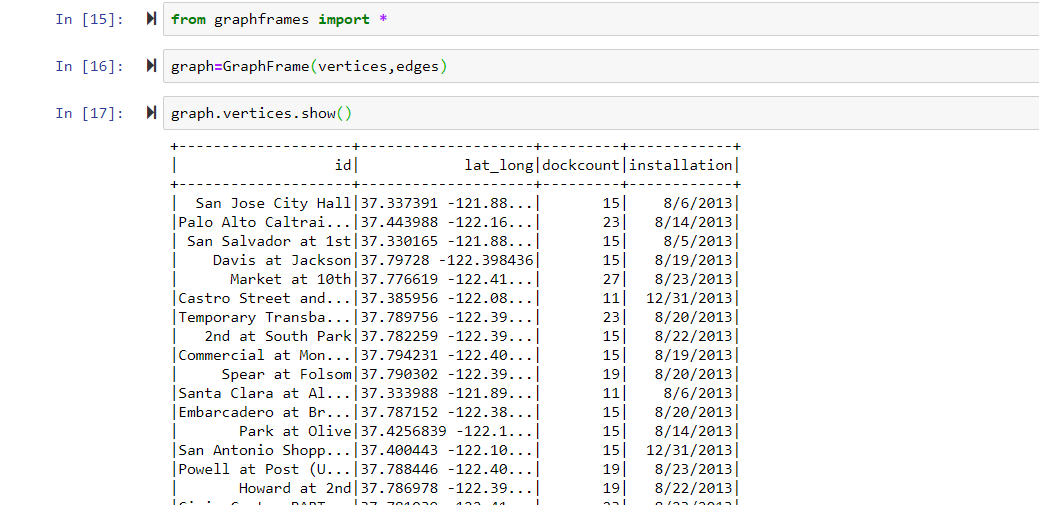 In [15]: from graphframes import *
In [16]: graph=GraphFrame(vertices,edges)
In [17]: graph.vertices.show()
+--------------------+--------------------+---------+------------+
|                  id|            lat_long|dockcount|installation|
+--------------------+--------------------+---------+------------+
|  San Jose City Hall|37.337391 -121.88...|       15|    8/6/2013|
|Palo Alto Caltrai...|37.443988 -122.16...|       23|   8/14/2013|
| San Salvador at 1st|37.330165 -121.88...|       15|    8/5/2013|
|    Davis at Jackson|37.79728 -122.398436|       15|   8/19/2013|
|      Market at 10th|37.776619 -122.41...|       27|   8/23/2013|
|Castro Street and...|37.385956 -122.08...|       11|  12/31/2013|
|Temporary Transba...|37.789756 -122.39...|       23|   8/20/2013|
|   2nd at South Park|37.782259 -122.39...|       15|   8/22/2013|
|Commercial at Mon...|37.794231 -122.40...|       15|   8/19/2013|
|     Spear at Folsom|37.790302 -122.39...|       19|   8/20/2013|
|Santa Clara at Al...|37.333988 -121.89...|       11|    8/6/2013|
|Embarcadero at Br...|37.787152 -122.38...|       15|   8/20/2013|
|       Park at Olive|37.4256839 -122.1...|       15|   8/14/2013|
|San Antonio Shopp...|37.400443 -122.10...|       15|  12/31/2013|
|Powell at Post (U...|37.788446 -122.40...|       19|   8/23/2013|
|       Howard at 2nd|37.786978 -122.39...|       19|   8/22/2013|